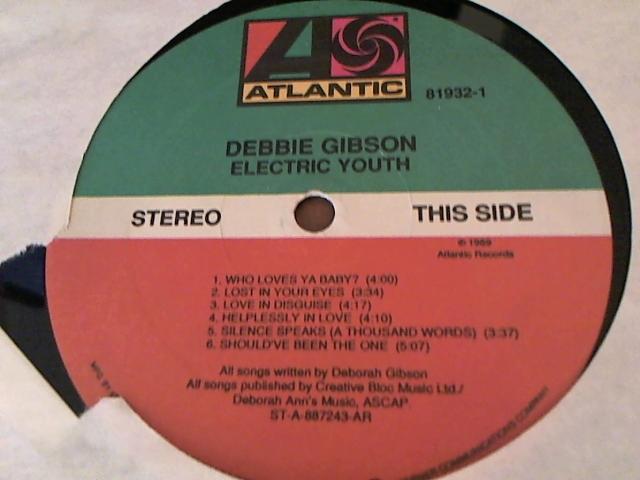 ATLANTIC
81932-1
DEBBIE GIBSON
ELECTRIC YOUTH
STEREO
THIS SIDE
℗ 1989
Atlantic Records
1. WHO LOVES YA BABY? (4:00)
2. LOST IN YOUR EYES (3:34)
3. LOVE IN DISGUISE (4:17)
4. HELPLESSLY IN LOVE (4:10)
5. SILENCE SPEAKS (A THOUSAND WORDS) (3:37)
6. SHOULD'VE BEEN THE ONE (5:07)
All songs written by Deborah Gibson
All songs published by Creative Bloc Music Ltd./
Deborah Ann's Music, ASCAP.
ST-A-887243-AR
COMMUNICATIONS COMPANY